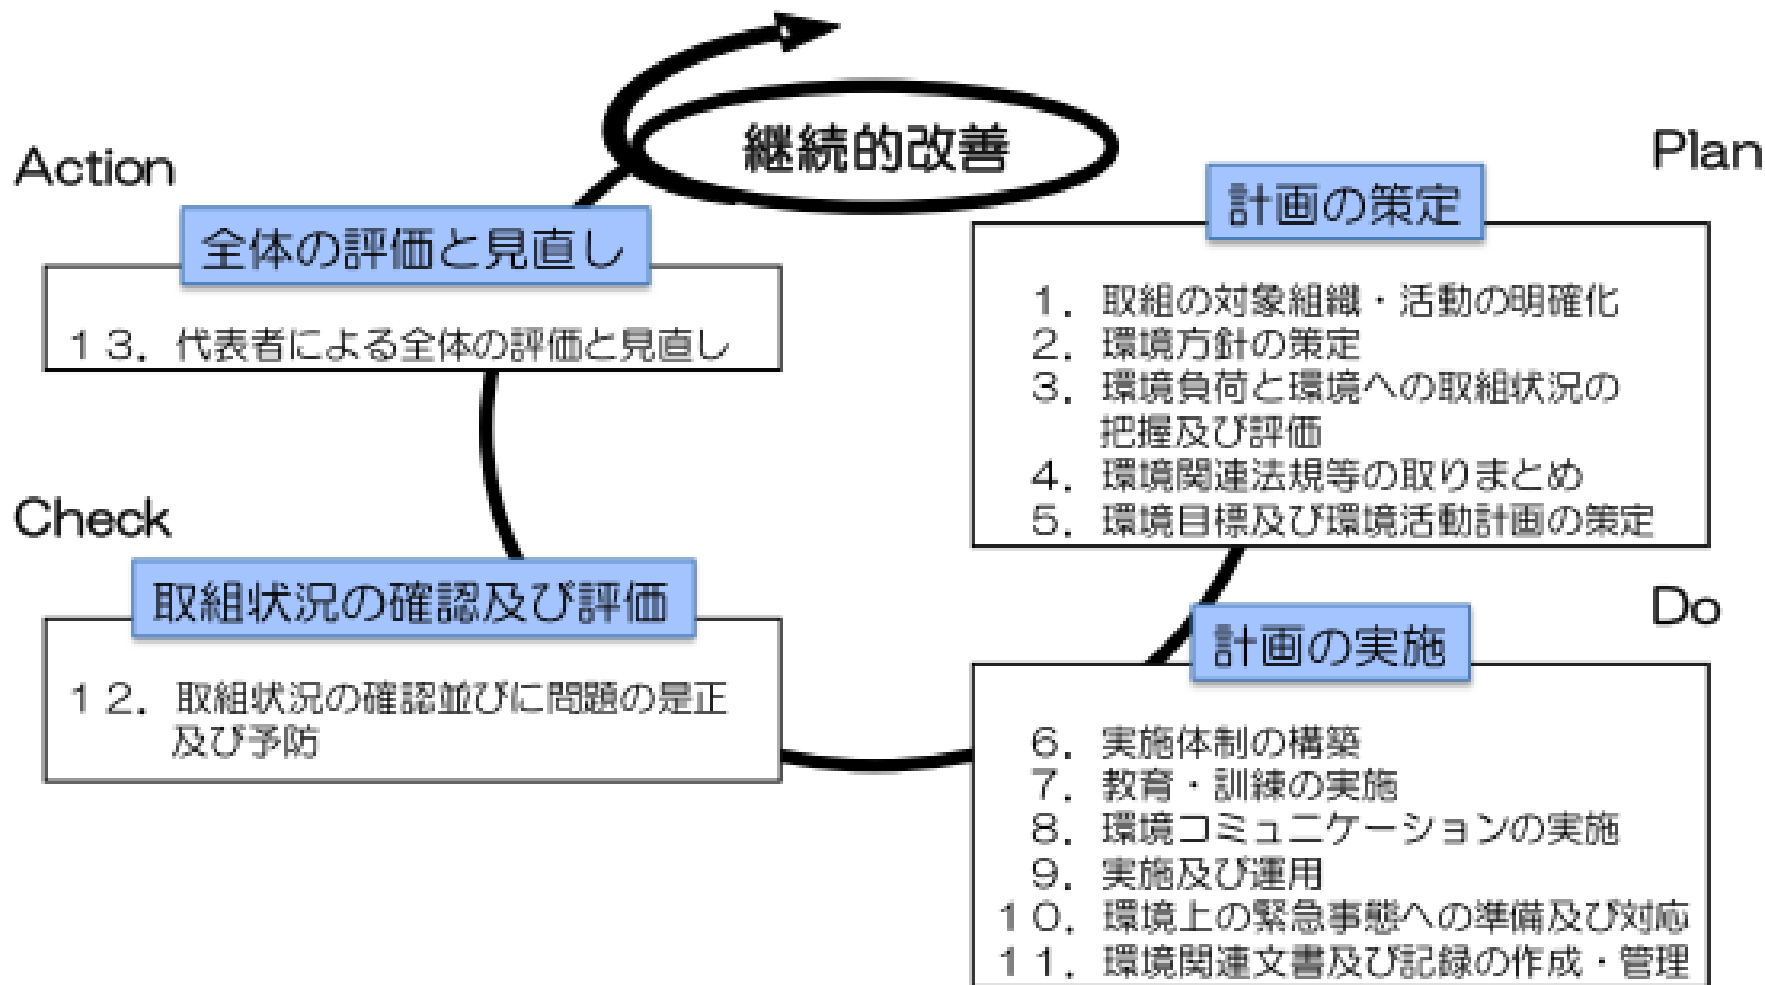 継続的改善
Plan
計画の策定
1．取組の対象組織・活動の明確化
2．環境方針の策定
3．環境負荷と環境への取組状況の
把握及び評価
4．環境関連法規等の取りまとめ
5．環境目標及び環境活動計画の策定
Do
計画の実施
6．実施体制の構築
7．教育・訓練の実施
8．環境コミュニケーションの実施
9．実施及び運用
10．環境上の緊急事態への準備及び対応
11．環境関連文書及び記録の作成・管理
Check
取組状況の確認及び評価
12．取組状況の確認並びに問題の是正
及び予防
Action
全体の評価と見直し
13．代表者による全体の評価と見直し